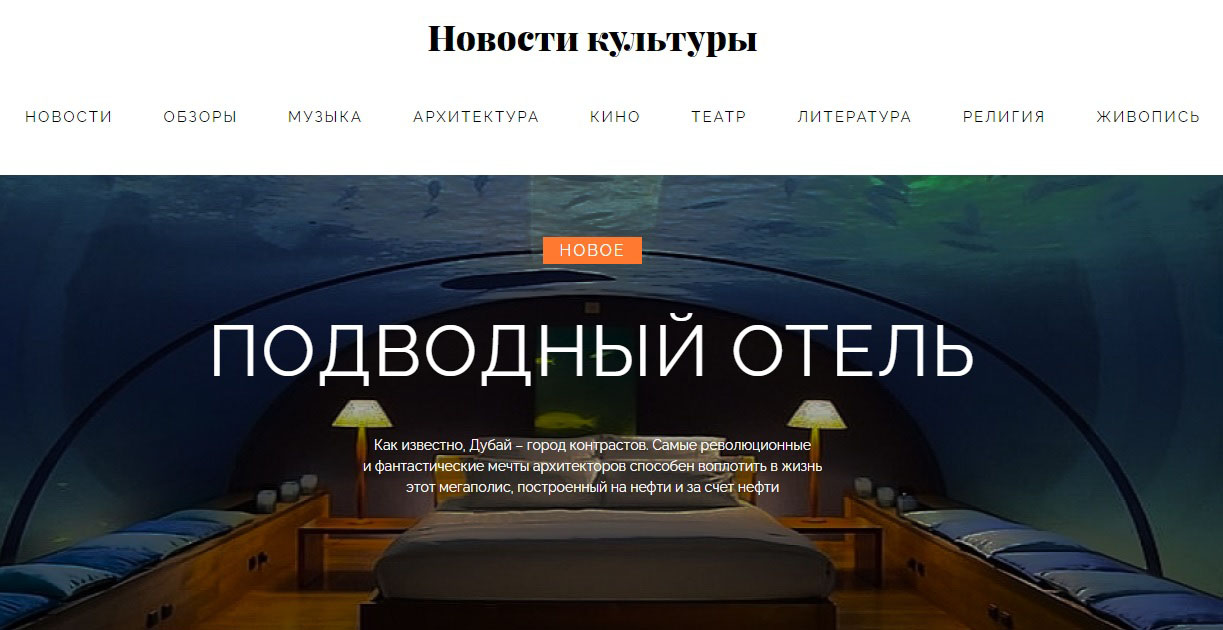 Новости культуры
НОВОСТИ ОБЗОРЫ МУЗЫКА АРХИТЕКТУРА КИНО ТЕАТР ЛИТЕРАТУРА РЕЛИГИЯ ЖИВОПИСЬ
НОВОЕ
ПОДВОДНЫЙ ОТЕЛЬ
Как известно, Дубай – город контрастов. Самые революционные
и фантастические мечты архитекторов способен воплотить в жизнь
этот мегаполис, построенный на нефти и за счет нефти